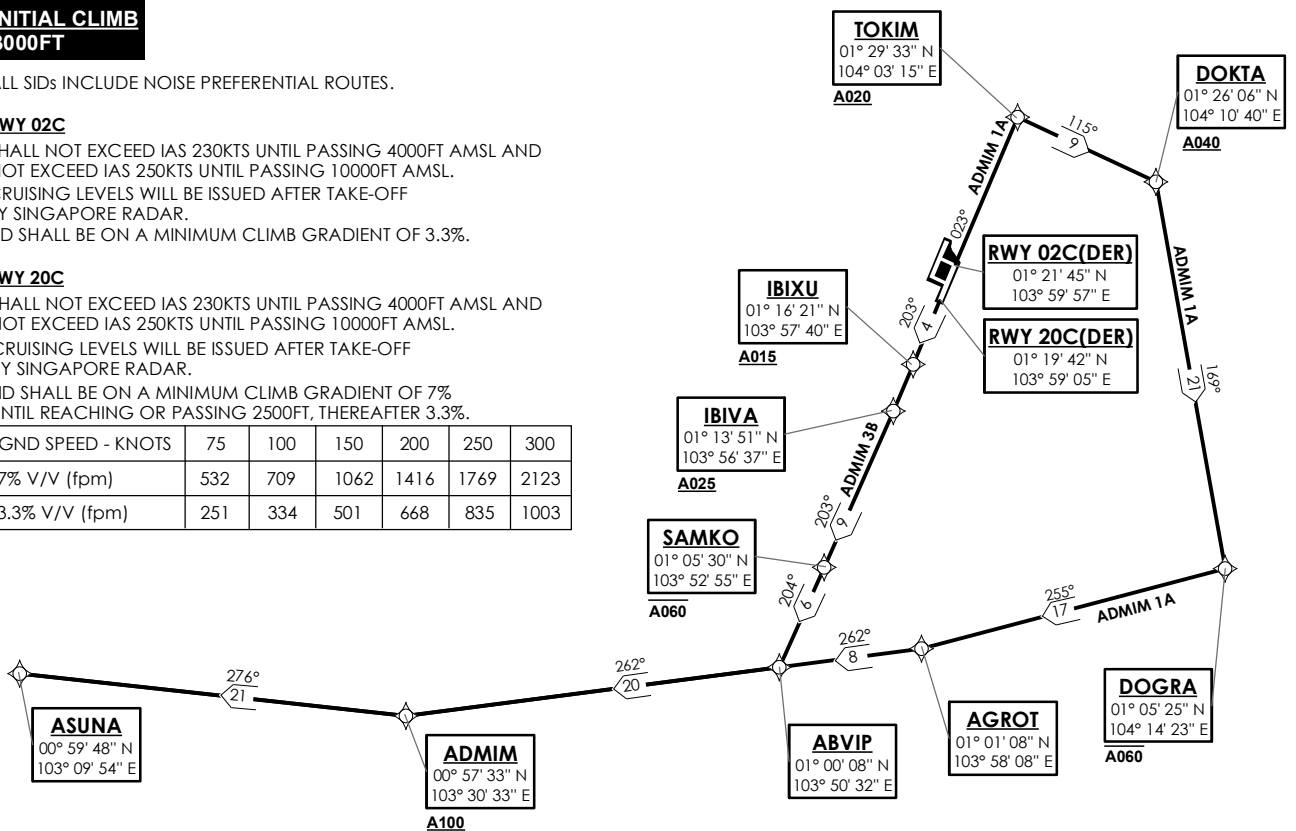 NITIAL CLIMB
3000FT
ALL SIDs INCLUDE NOISE PREFERENTIAL ROUTES.
WY 02C
HALL NOT EXCEED IAS 230KTS UNTIL PASSING 4000FT AMSL AND
NOT EXCEED IAS 250KTS UNTIL PASSING 10000FT AMSL.
CRUISING LEVELS WILL BE ISSUED AFTER TAKE-OFF
Y SINGAPORE RADAR.
D SHALL BE ON A MINIMUM CLIMB GRADIENT OF 3.3%.
WY 20C
HALL NOT EXCEED IAS 230KTS UNTIL PASSING 4000FT AMSL AND
NOT EXCEED IAS 250KTS UNTIL PASSING 10000FT AMSL.
CRUISING LEVELS WILL BE ISSUED AFTER TAKE-OFF
Y SINGAPORE RADAR.
ID SHALL BE ON A MINIMUM CLIMB GRADIENT OF 7%
NTIL REACHING OR PASSING 2500FT, THEREAFTER 3.3%.
GND SPEED - KNOTS 75 100 150 200 250 300
7% V/V (fpm) 532 709 1062 1416 1769 2123
3.3% V/V (fpm) 251 334 501 668 835 1003
TOKIM
01° 29' 33" N
104° 03' 15" E
A020
DOKTA
01° 26' 06" N
104° 10' 40" E
A040
115°
9
ADMIM 1A
023°
RWY 02C(DER)
01° 21' 45" N
103° 59' 57" E
RWY 20C(DER)
01° 19' 42" N
103° 59' 05" E
ADMIM 1A
169°
21
IBIXU
01° 16' 21" N
103° 57' 40" E
A015
203°
4
IBIVA
01° 13' 51" N
103° 56' 37" E
A025
ADMIM 3B
203°
9
SAMKO
01° 05' 30" N
103° 52' 55" E
A060
204°
6
255°
17
ADMIM 1A
262°
8
262°
20
276°
21
ASUNA
00° 59' 48" N
103° 09' 54" E
ADMIM
00° 57' 33" N
103° 30' 33" E
A100
ABVIP
01° 00' 08" N
103° 50' 32" E
AGROT
01° 01' 08" N
103° 58' 08" E
DOGRA
01° 05' 25" N
104° 14' 23" E
A060